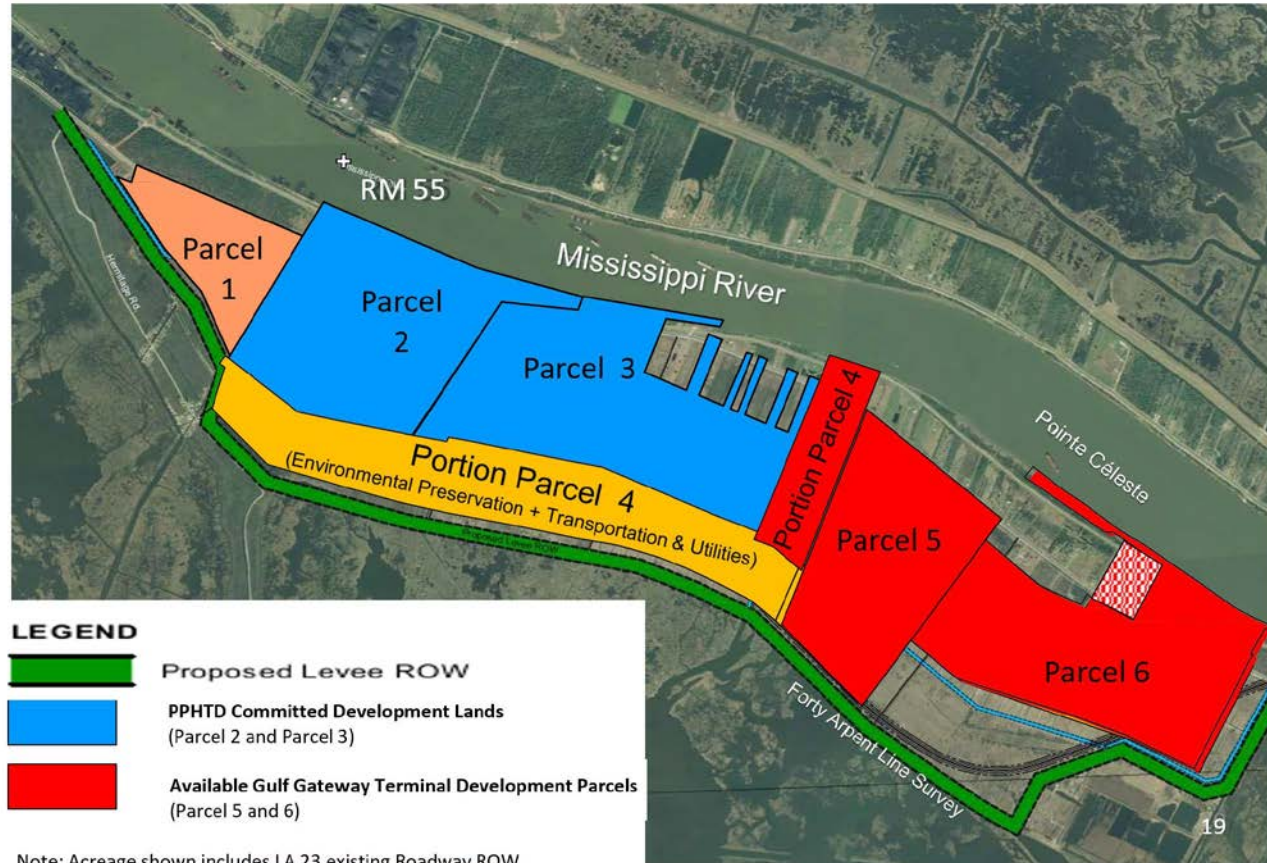 RM 55
Mississippi River
Parcel
1
Hermitage Rd.
Parcel
2
Parcel 3
Portion Parcel 4
Portion Parcel 4
(Environmental Preservation + Transportation & Utilities)
Proposed Levee ROW
Parcel 5
Pointe Céleste
Parcel 6
Forty Arpent Line Survey
19
LEGEND
Proposed Levee ROW
PPHTD Committed Development Lands
(Parcel 2 and Parcel 3)
Available Gulf Gateway Terminal Development Parcels
(Parcel 5 and 6)
Note: Acreage shown includes LA 23 existing Roadway ROW